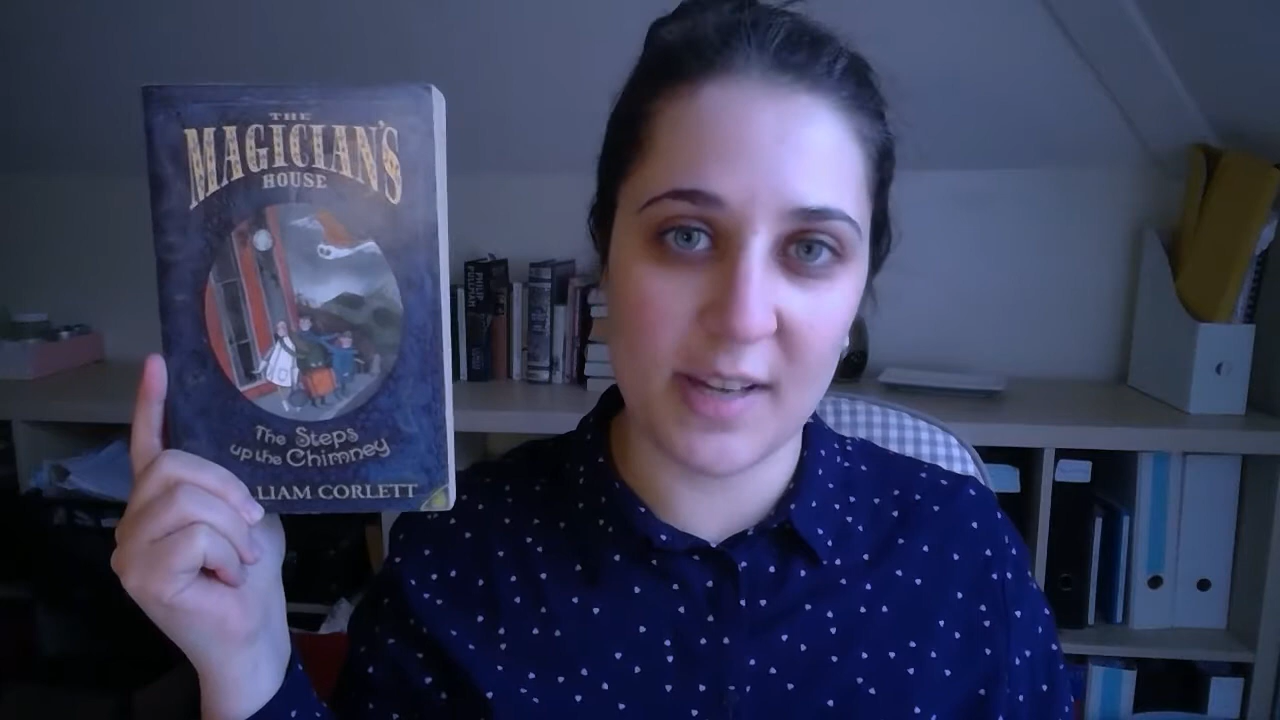 THE
MAGICIAN'S
HOUSE
The Steps
up the Chimney
LIAM CORLETT
PHILIP
PULLMAN